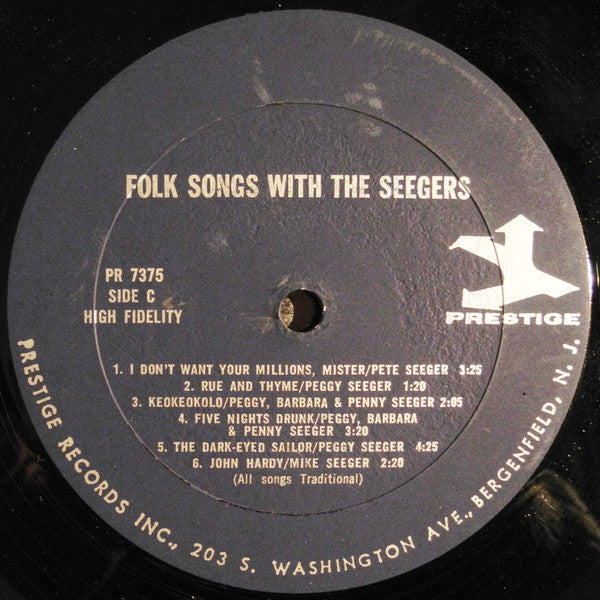 FOLK SONGS WITH THE SEEGERS
PR 7375
SIDE C
HIGH FIDELITY
PRESTIGE
1. I DON'T WANT YOUR MILLIONS, MISTER/PETE SEEGER 3:25
2. RUE AND THYME/PEGGY SEEGER 1:20
3. KEOKEOKOLO/PEGGY, BARBARA & PENNY SEEGER 2:05
4. FIVE NIGHTS DRUNK/PEGGY, BARBARA
& PENNY SEEGER 3:20
5. THE DARK-EYED SAILOR/PEGGY SEEGER 4:25
6. JOHN HARDY/MIKE SEEGER 2:20
(All songs Traditional)
PRESTIGE RECORDS INC., 203 S. WASHINGTON AVE., BERGENFIELD, N. J.